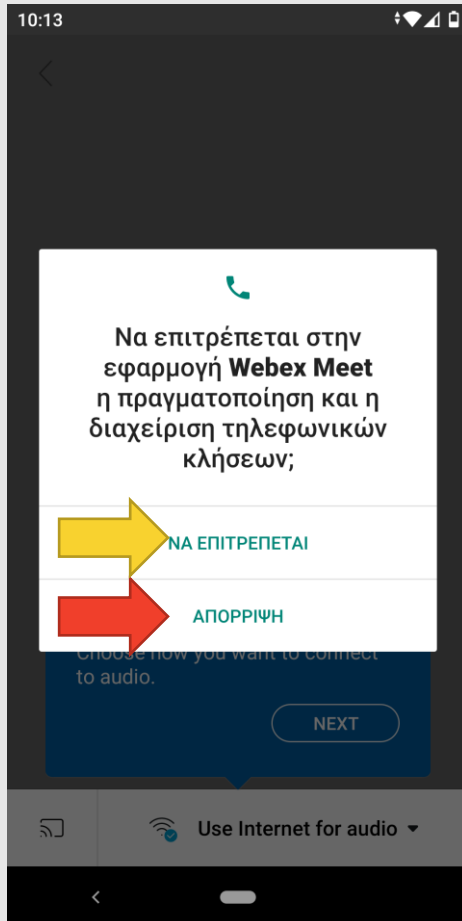 10:13
Να επιτρέπεται στην
εφαρμογή Webex Meet
η πραγματοποίηση και η
διαχείριση τηλεφωνικών
κλήσεων;
ΝΑ ΕΠΙΤΡΕΠΕΤΑΙ
ΑΠΟΡΡΙΨΗ
Choose how you want to connect
to audio.
NEXT
Use Internet for audio